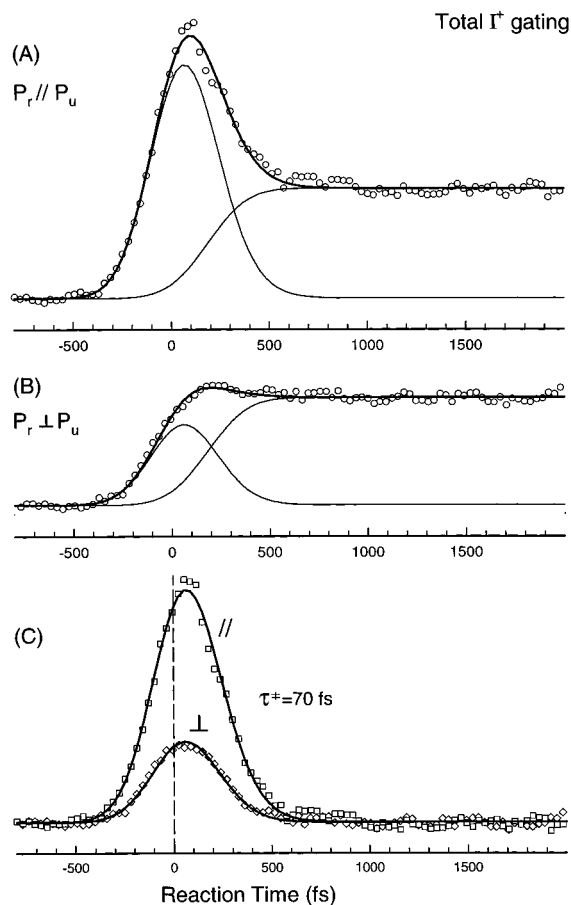 Total I⁺ gating
(A)
Pᵣ // Pᵤ
-500 0 500 1000 1500
(B)
Pᵣ ⊥ Pᵤ
-500 0 500 1000 1500
(C)
//
τ‡=70 fs
⊥
-500 0 500 1000 1500
Reaction Time (fs)